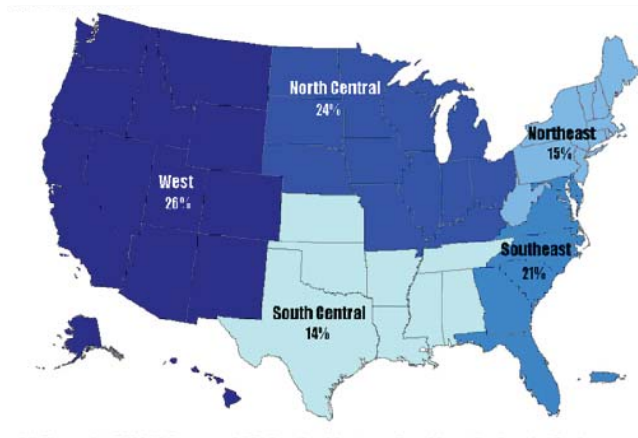 North Central
24%
Northeast
15%
West
26%
Southeast
21%
South Central
14%